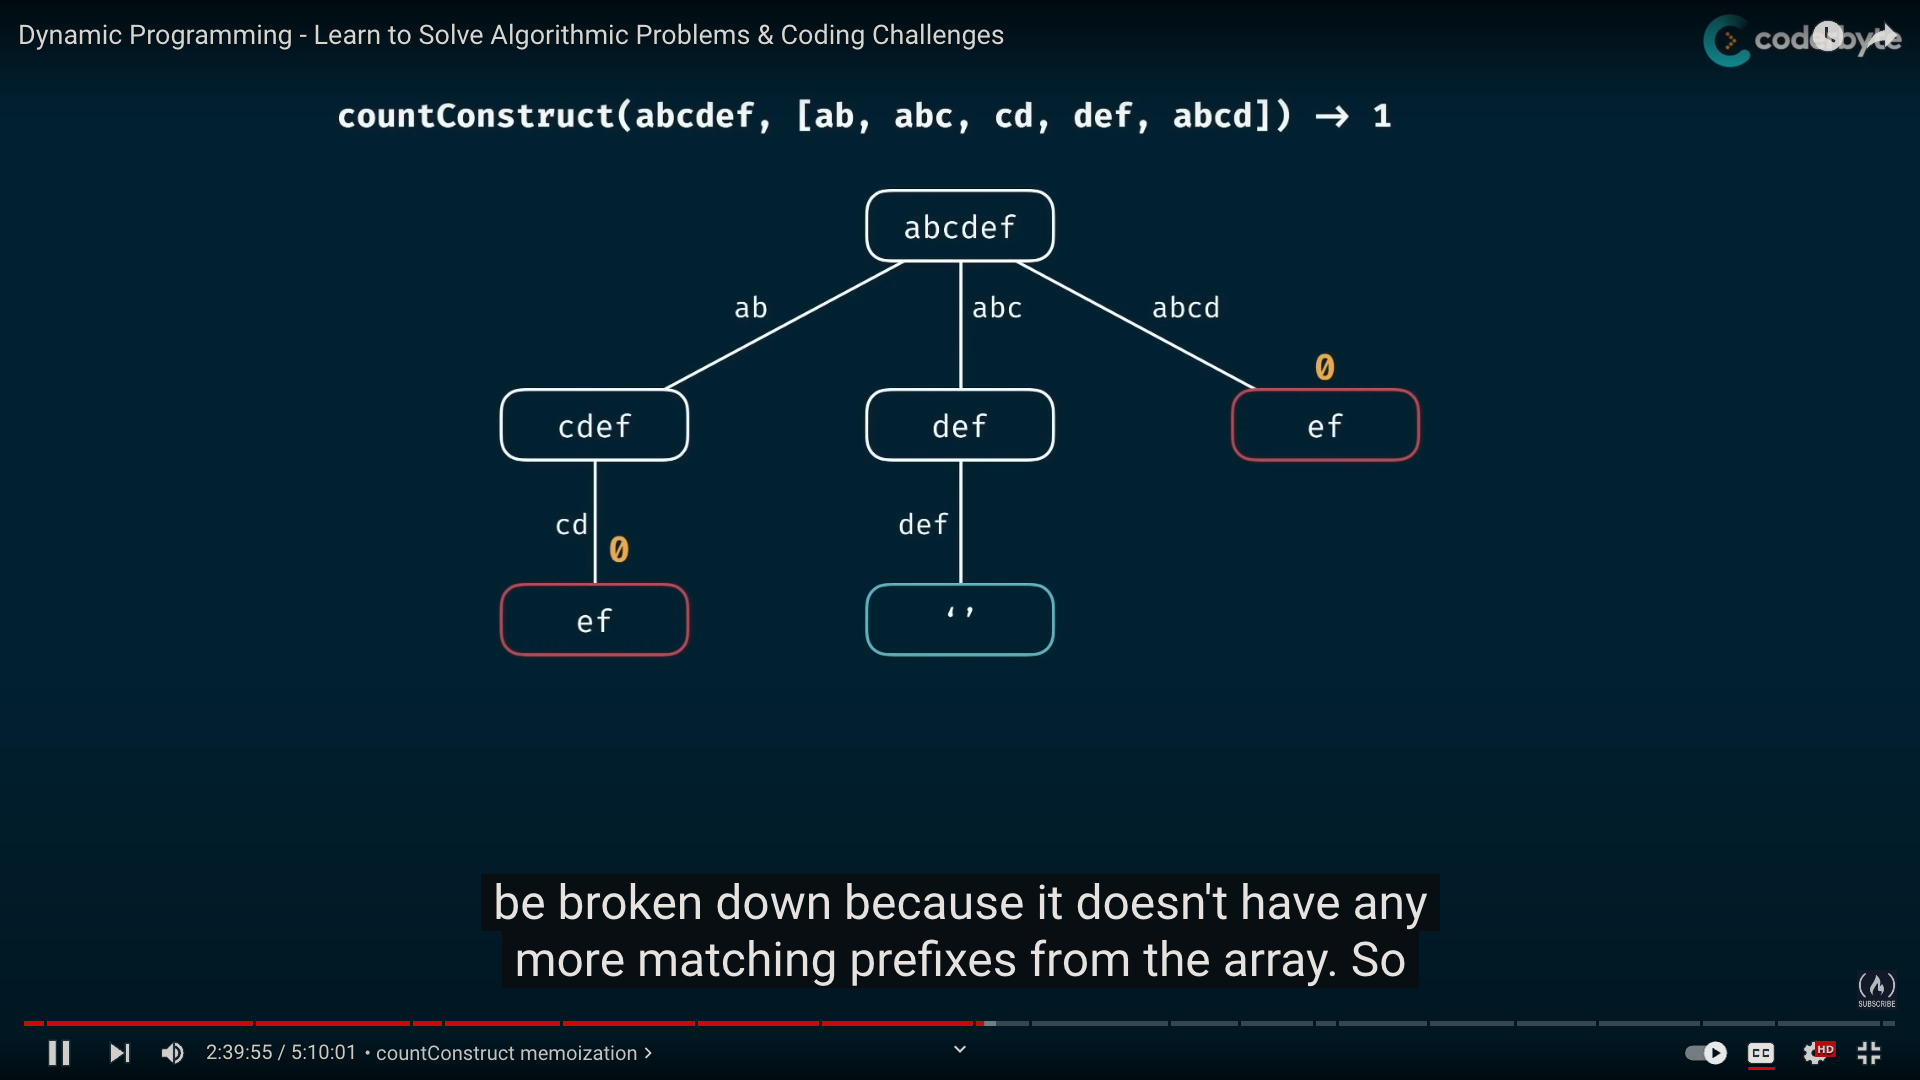 Dynamic Programming - Learn to Solve Algorithmic Problems & Coding Challenges
coderbyte
countConstruct(abcdef, [ab, abc, cd, def, abcd]) → 1
abcdef
ab
abc
abcd
0
cdef
def
ef
cd
0
def
ef
‘’
be broken down because it doesn't have any
more matching prefixes from the array. So
SUBSCRIBE
2:39:55 / 5:10:01 • countConstruct memoization >
CC
HD